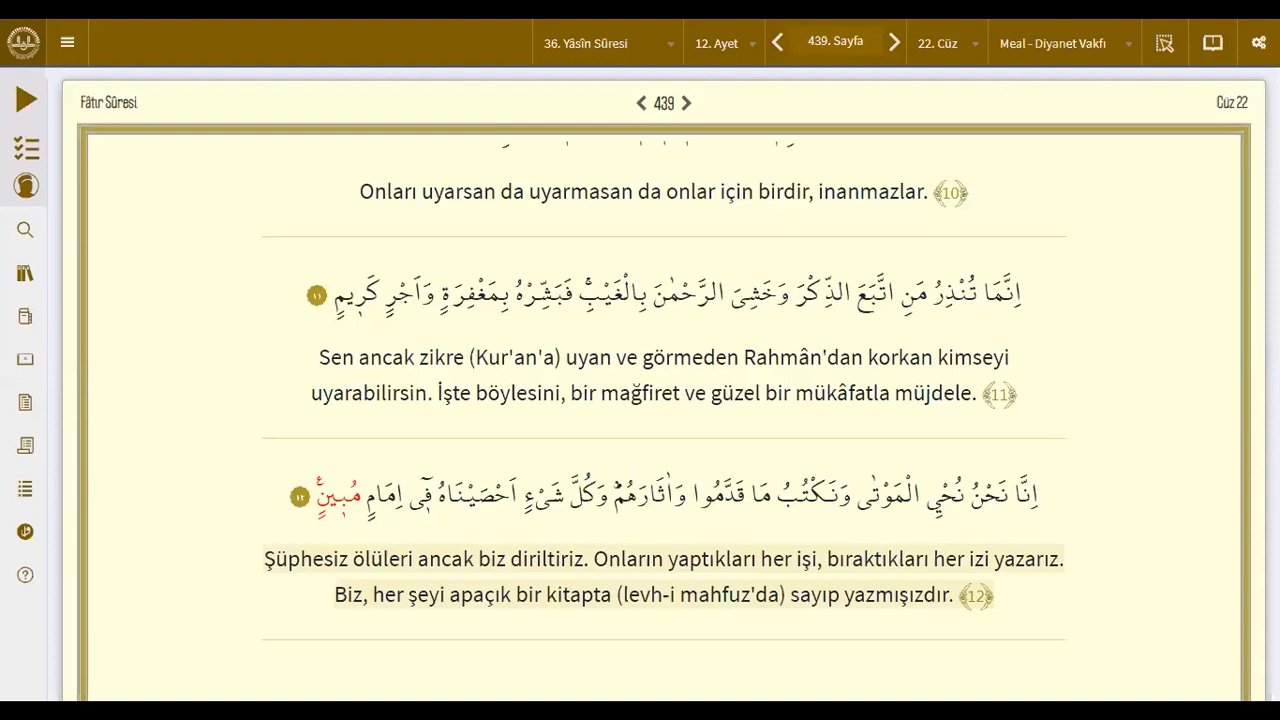 36. Yâsîn Sûresi
12. Ayet
439. Sayfa
22. Cüz
Meal - Diyanet Vakfı
Fâtır Sûresi
439
Cüz 22
Onları uyarsan da uyarmasan da onlar için birdir, inanmazlar. ﴾10﴿
اِنَّمَا تُنْذِرُ مَنِ اتَّبَعَ الذِّكْرَ وَخَشِيَ الرَّحْمٰنَ بِالْغَيْبِۚ فَبَشِّرْهُ بِمَغْفِرَةٍ وَاَجْرٍ كَر۪يمٍ ١١
Sen ancak zikre (Kur'an'a) uyan ve görmeden Rahmân'dan korkan kimseyi
uyarabilirsin. İşte böylesini, bir mağfiret ve güzel bir mükâfatla müjdele. ﴾11﴿
اِنَّا نَحْنُ نُحْيِ الْمَوْتٰى وَنَكْتُبُ مَا قَدَّمُوا وَاٰثَارَهُمْۜ وَكُلَّ شَيْءٍ اَحْصَيْنَاهُ ف۪ٓي اِمَامٍ مُب۪ينٍ۟ ١٢
Şüphesiz ölüleri ancak biz diriltiriz. Onların yaptıkları her işi, bıraktıkları her izi yazarız.
Biz, her şeyi apaçık bir kitapta (levh-i mahfuz'da) sayıp yazmışızdır. ﴾12﴿